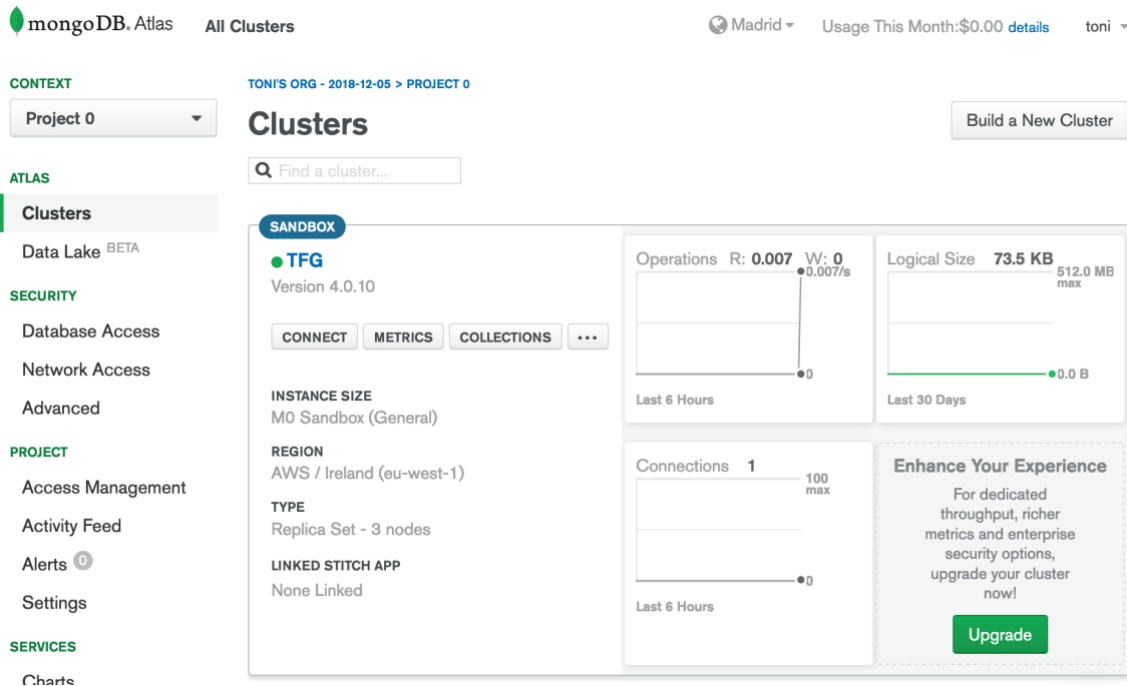 mongoDB. Atlas All Clusters Madrid Usage This Month:$0.00 details toni
CONTEXT
Project 0
ATLAS
Clusters
Data Lake BETA
SECURITY
Database Access
Network Access
Advanced
PROJECT
Access Management
Activity Feed
Alerts 0
Settings
SERVICES
Charts
TONI'S ORG - 2018-12-05 > PROJECT 0
Clusters
Build a New Cluster
Find a cluster...
SANDBOX
TFG
Version 4.0.10
CONNECT METRICS COLLECTIONS ...
INSTANCE SIZE
M0 Sandbox (General)
REGION
AWS / Ireland (eu-west-1)
TYPE
Replica Set - 3 nodes
LINKED STITCH APP
None Linked
Operations R: 0.007 W: 0
0.007/s
0
Last 6 Hours
Logical Size 73.5 KB
512.0 MB
max
0.0 B
Last 30 Days
Connections 1
100
max
0
Last 6 Hours
Enhance Your Experience
For dedicated
throughput, richer
metrics and enterprise
security options,
upgrade your cluster
now!
Upgrade